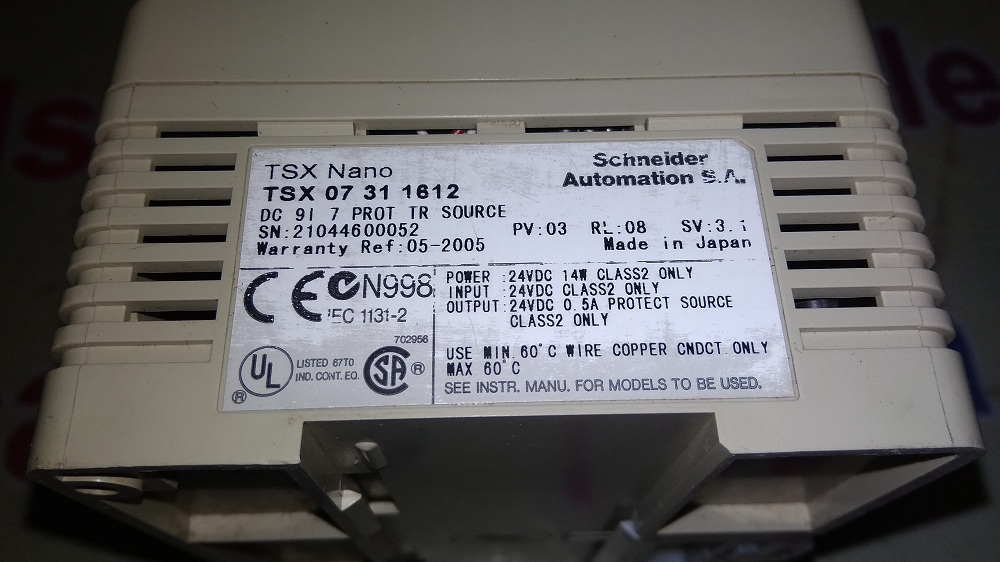 TSX Nano
TSX 07 31 1612
Schneider
Automation S.A.
DC 9I 7 PROT TR SOURCE
SN:21044600052 PV:03 RL:08 SV:3.1
Warranty Ref:05-2005 Made in Japan
CE N998
IEC 1131-2
702956
UL LISTED 67T0
IND. CONT. EQ.
SA ®
®
POWER :24VDC 14W CLASS2 ONLY
INPUT :24VDC CLASS2 ONLY
OUTPUT:24VDC 0.5A PROTECT SOURCE
CLASS2 ONLY
USE MIN.60°C WIRE COPPER CNDCT.ONLY
MAX 60°C
SEE INSTR. MANU. FOR MODELS TO BE USED.